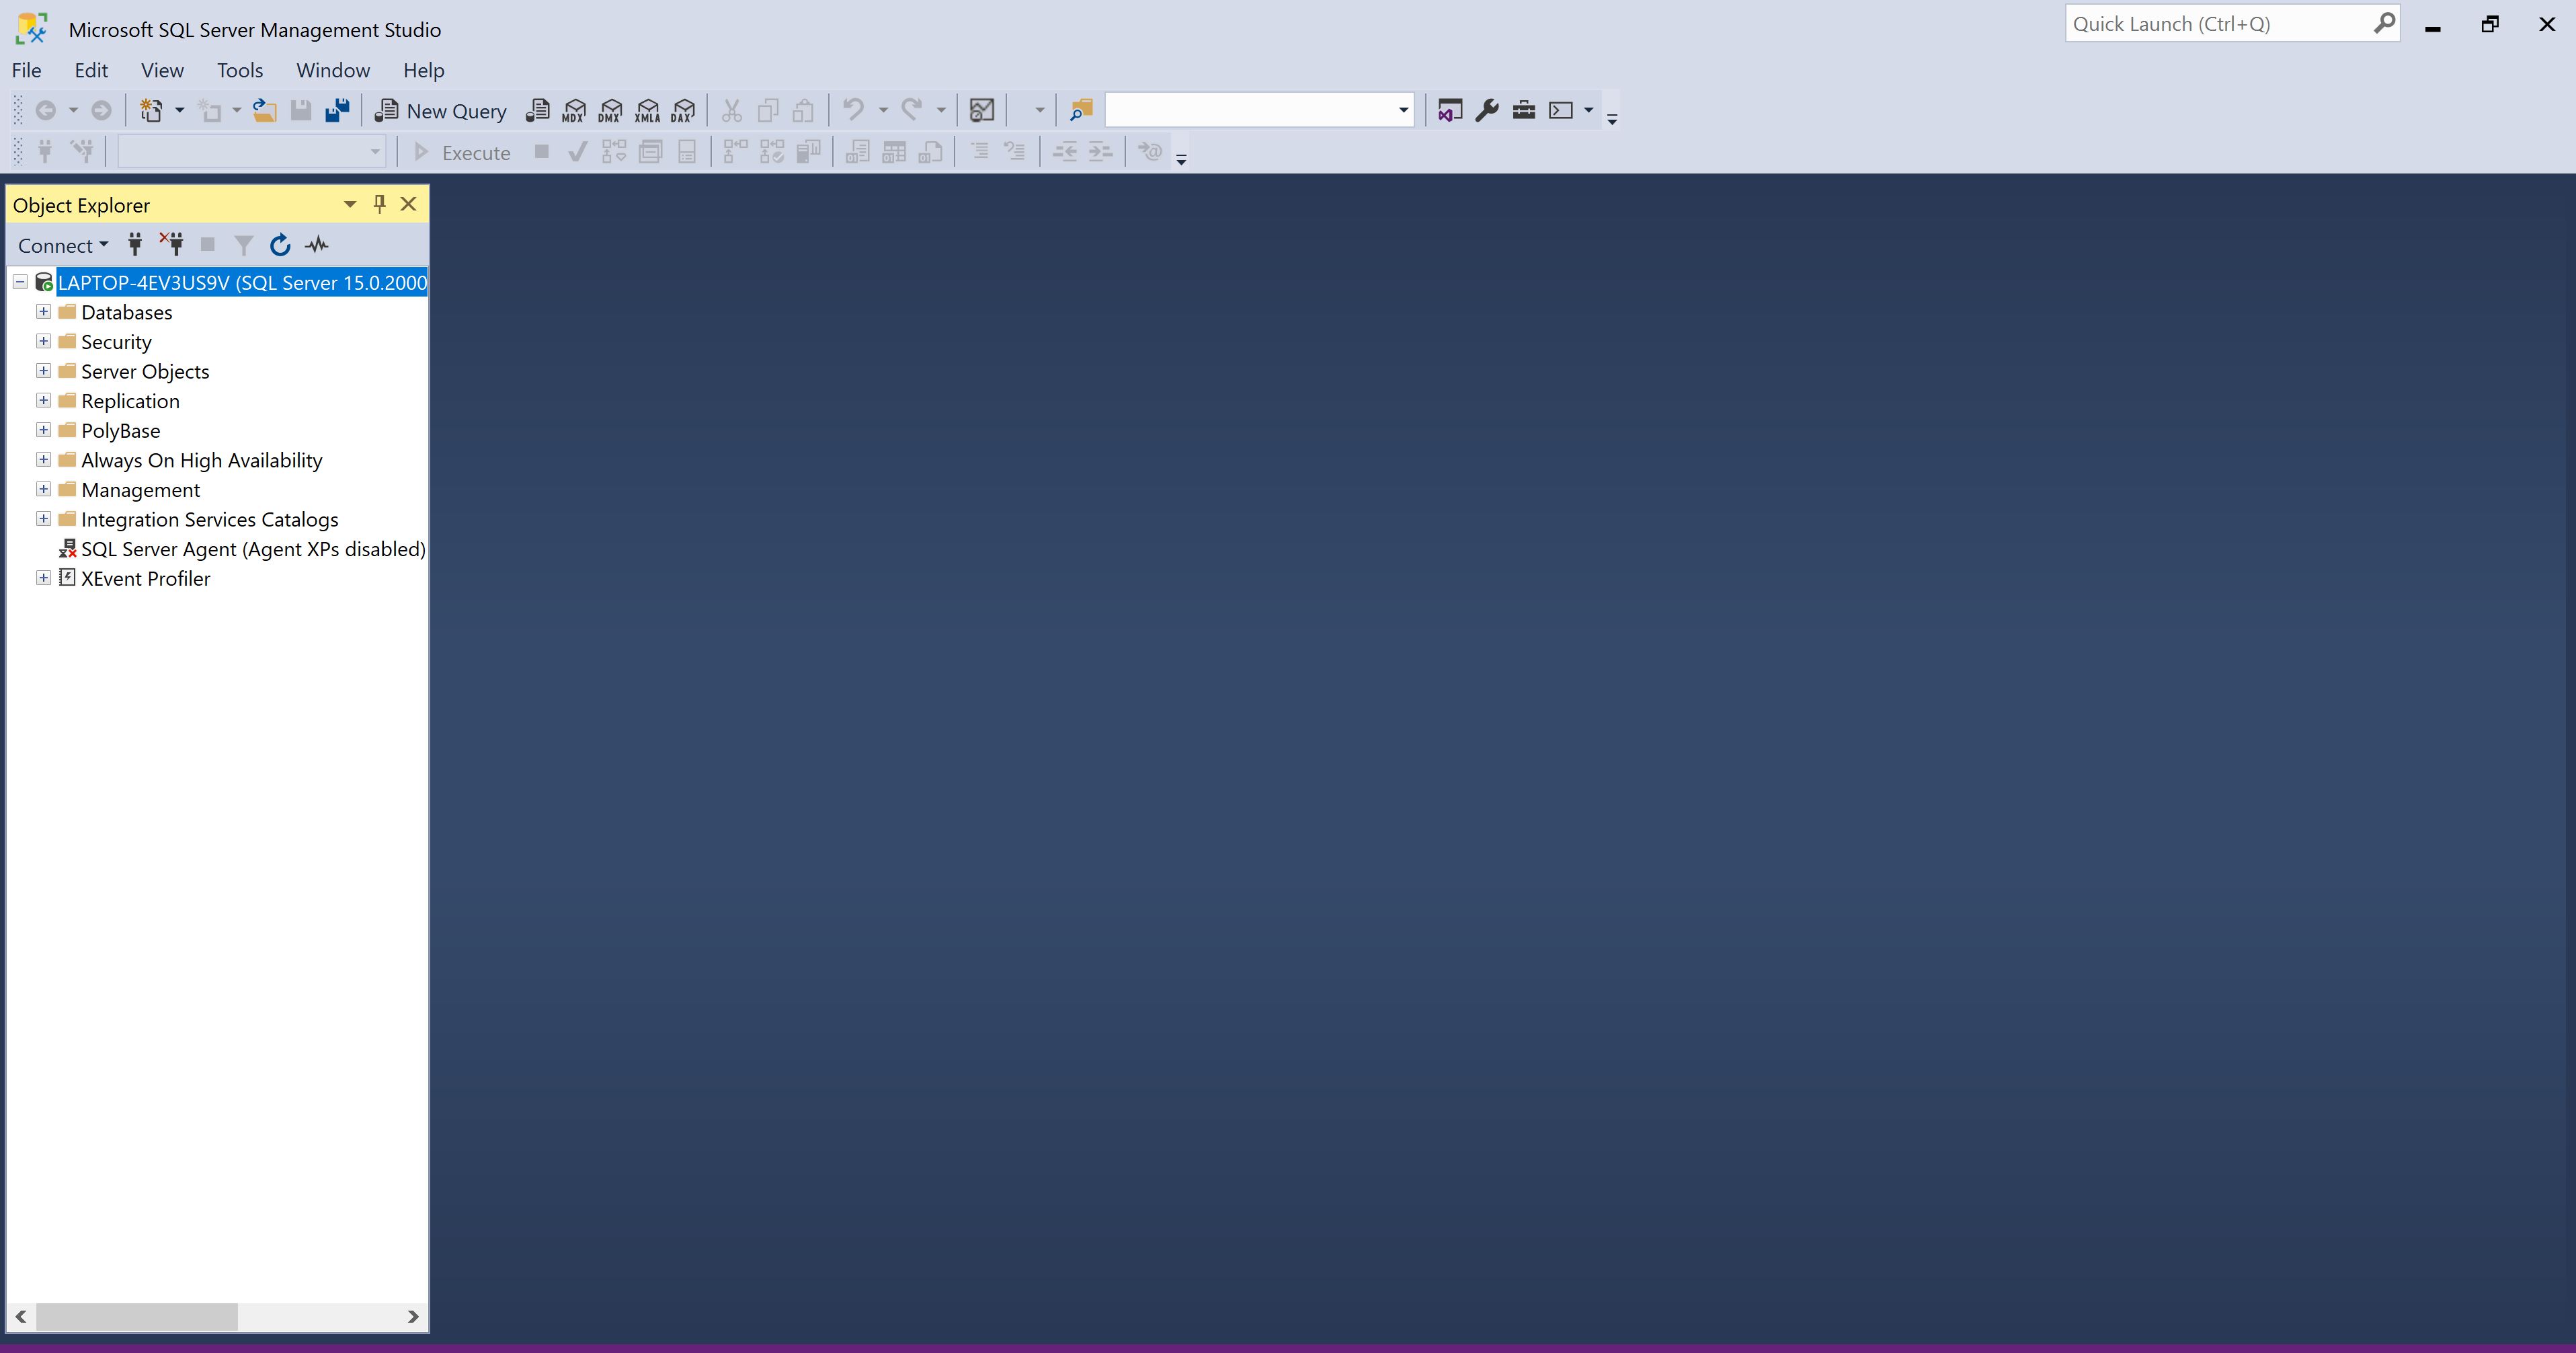 Microsoft SQL Server Management Studio
Quick Launch (Ctrl+Q)
File Edit View Tools Window Help
New Query MDX DMX XMLA DAX
Execute
Object Explorer
Connect
LAPTOP-4EV3US9V (SQL Server 15.0.2000
Databases
Security
Server Objects
Replication
PolyBase
Always On High Availability
Management
Integration Services Catalogs
SQL Server Agent (Agent XPs disabled)
XEvent Profiler